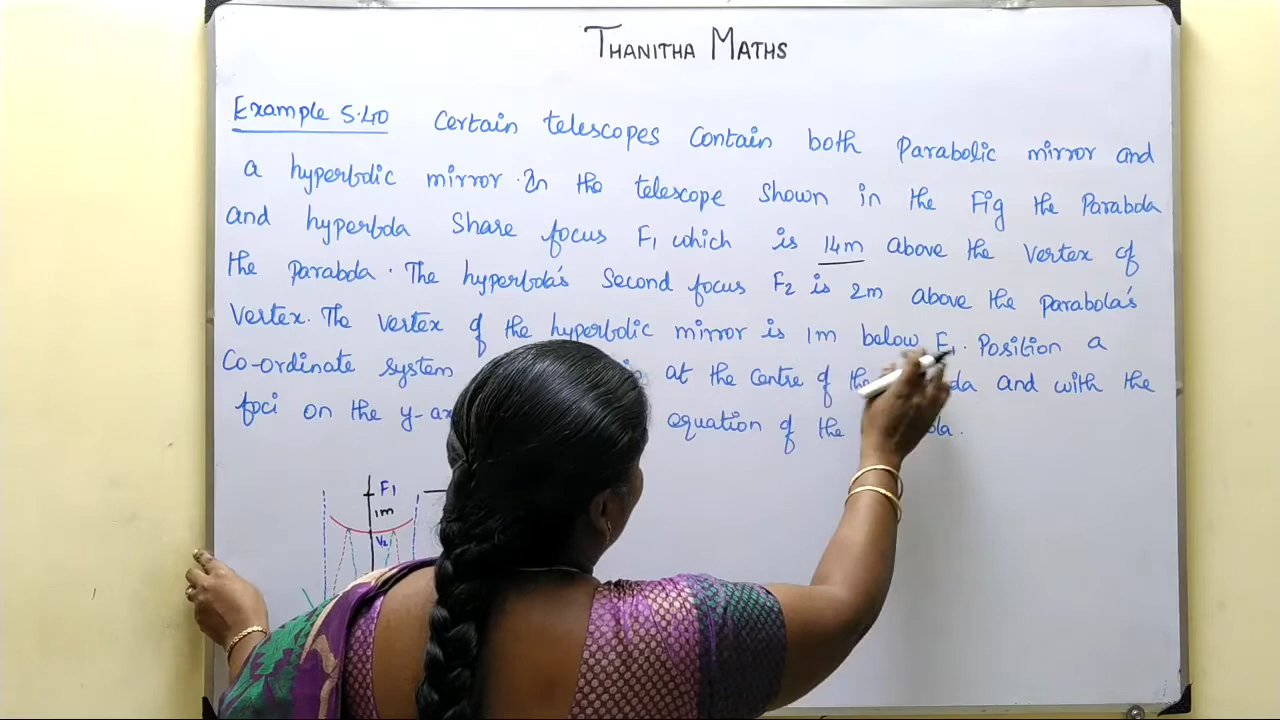 THANITHA MATHS
Example 5.40 Certain telescopes contain both Parabolic mirror and
a hyperbolic mirror. In the telescope shown in the Fig the Parabola
and hyperbola share focus F1 which is 14m above the vertex of
the parabola. The hyperbola's Second focus F2 is 2m above the parabola's
vertex. The vertex of the hyperbolic mirror is 1m below F1. Position a
Co-ordinate system at the centre of the and with the
foci on the y-ax equation of the
F1
1m
V2